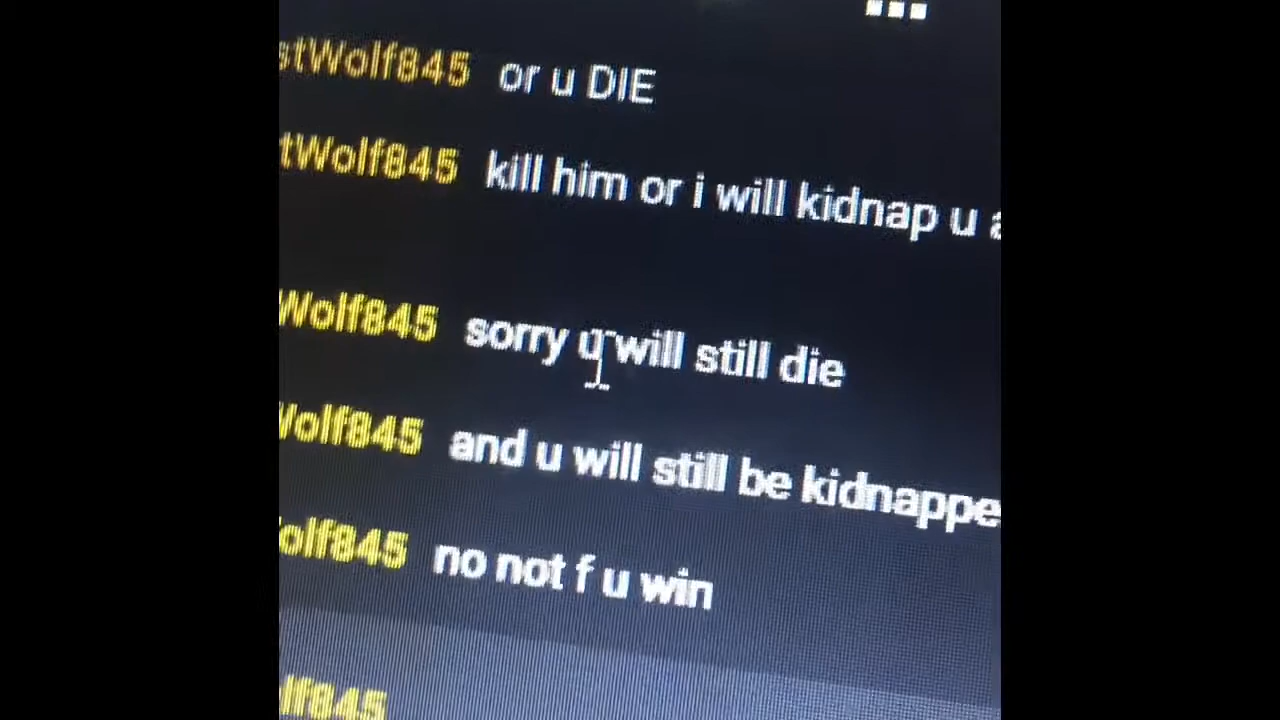 stWolf845 or u DIE
tWolf845 kill him or i will kidnap u
Wolf845 sorry u will still die
Wolf845 and u will still be kidnappe
olf845 no not f u win
lf845